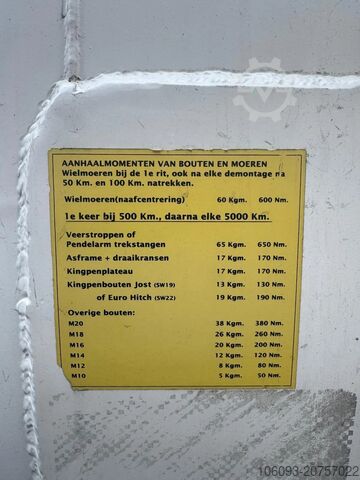 AANHAALMOMENTEN VAN BOUTEN EN MOEREN
Wielmoeren bij de 1e rit, ook na elke demontage na
50 Km. en 100 Km. natrekken.
Wielmoeren(naafcentrering) 60 Kgm. 600 Nm.
1e keer bij 500 Km., daarna elke 5000 Km.
Veerstroppen of
Pendelarm trekstangen 65 Kgm. 650 Nm.
Asframe + draaikransen 17 Kgm. 170 Nm.
Kingpenplateau 17 Kgm. 170 Nm.
Kingpenbouten Jost (SW19) 13 Kgm. 130 Nm.
of Euro Hitch (SW22) 19 Kgm. 190 Nm.
Overige bouten:
M20 38 Kgm. 380 Nm.
M18 26 Kgm. 260 Nm.
M16 20 Kgm. 200 Nm.
M14 12 Kgm. 120 Nm.
M12 8 Kgm. 80 Nm.
M10 5 Kgm. 50 Nm.
106093-20757022